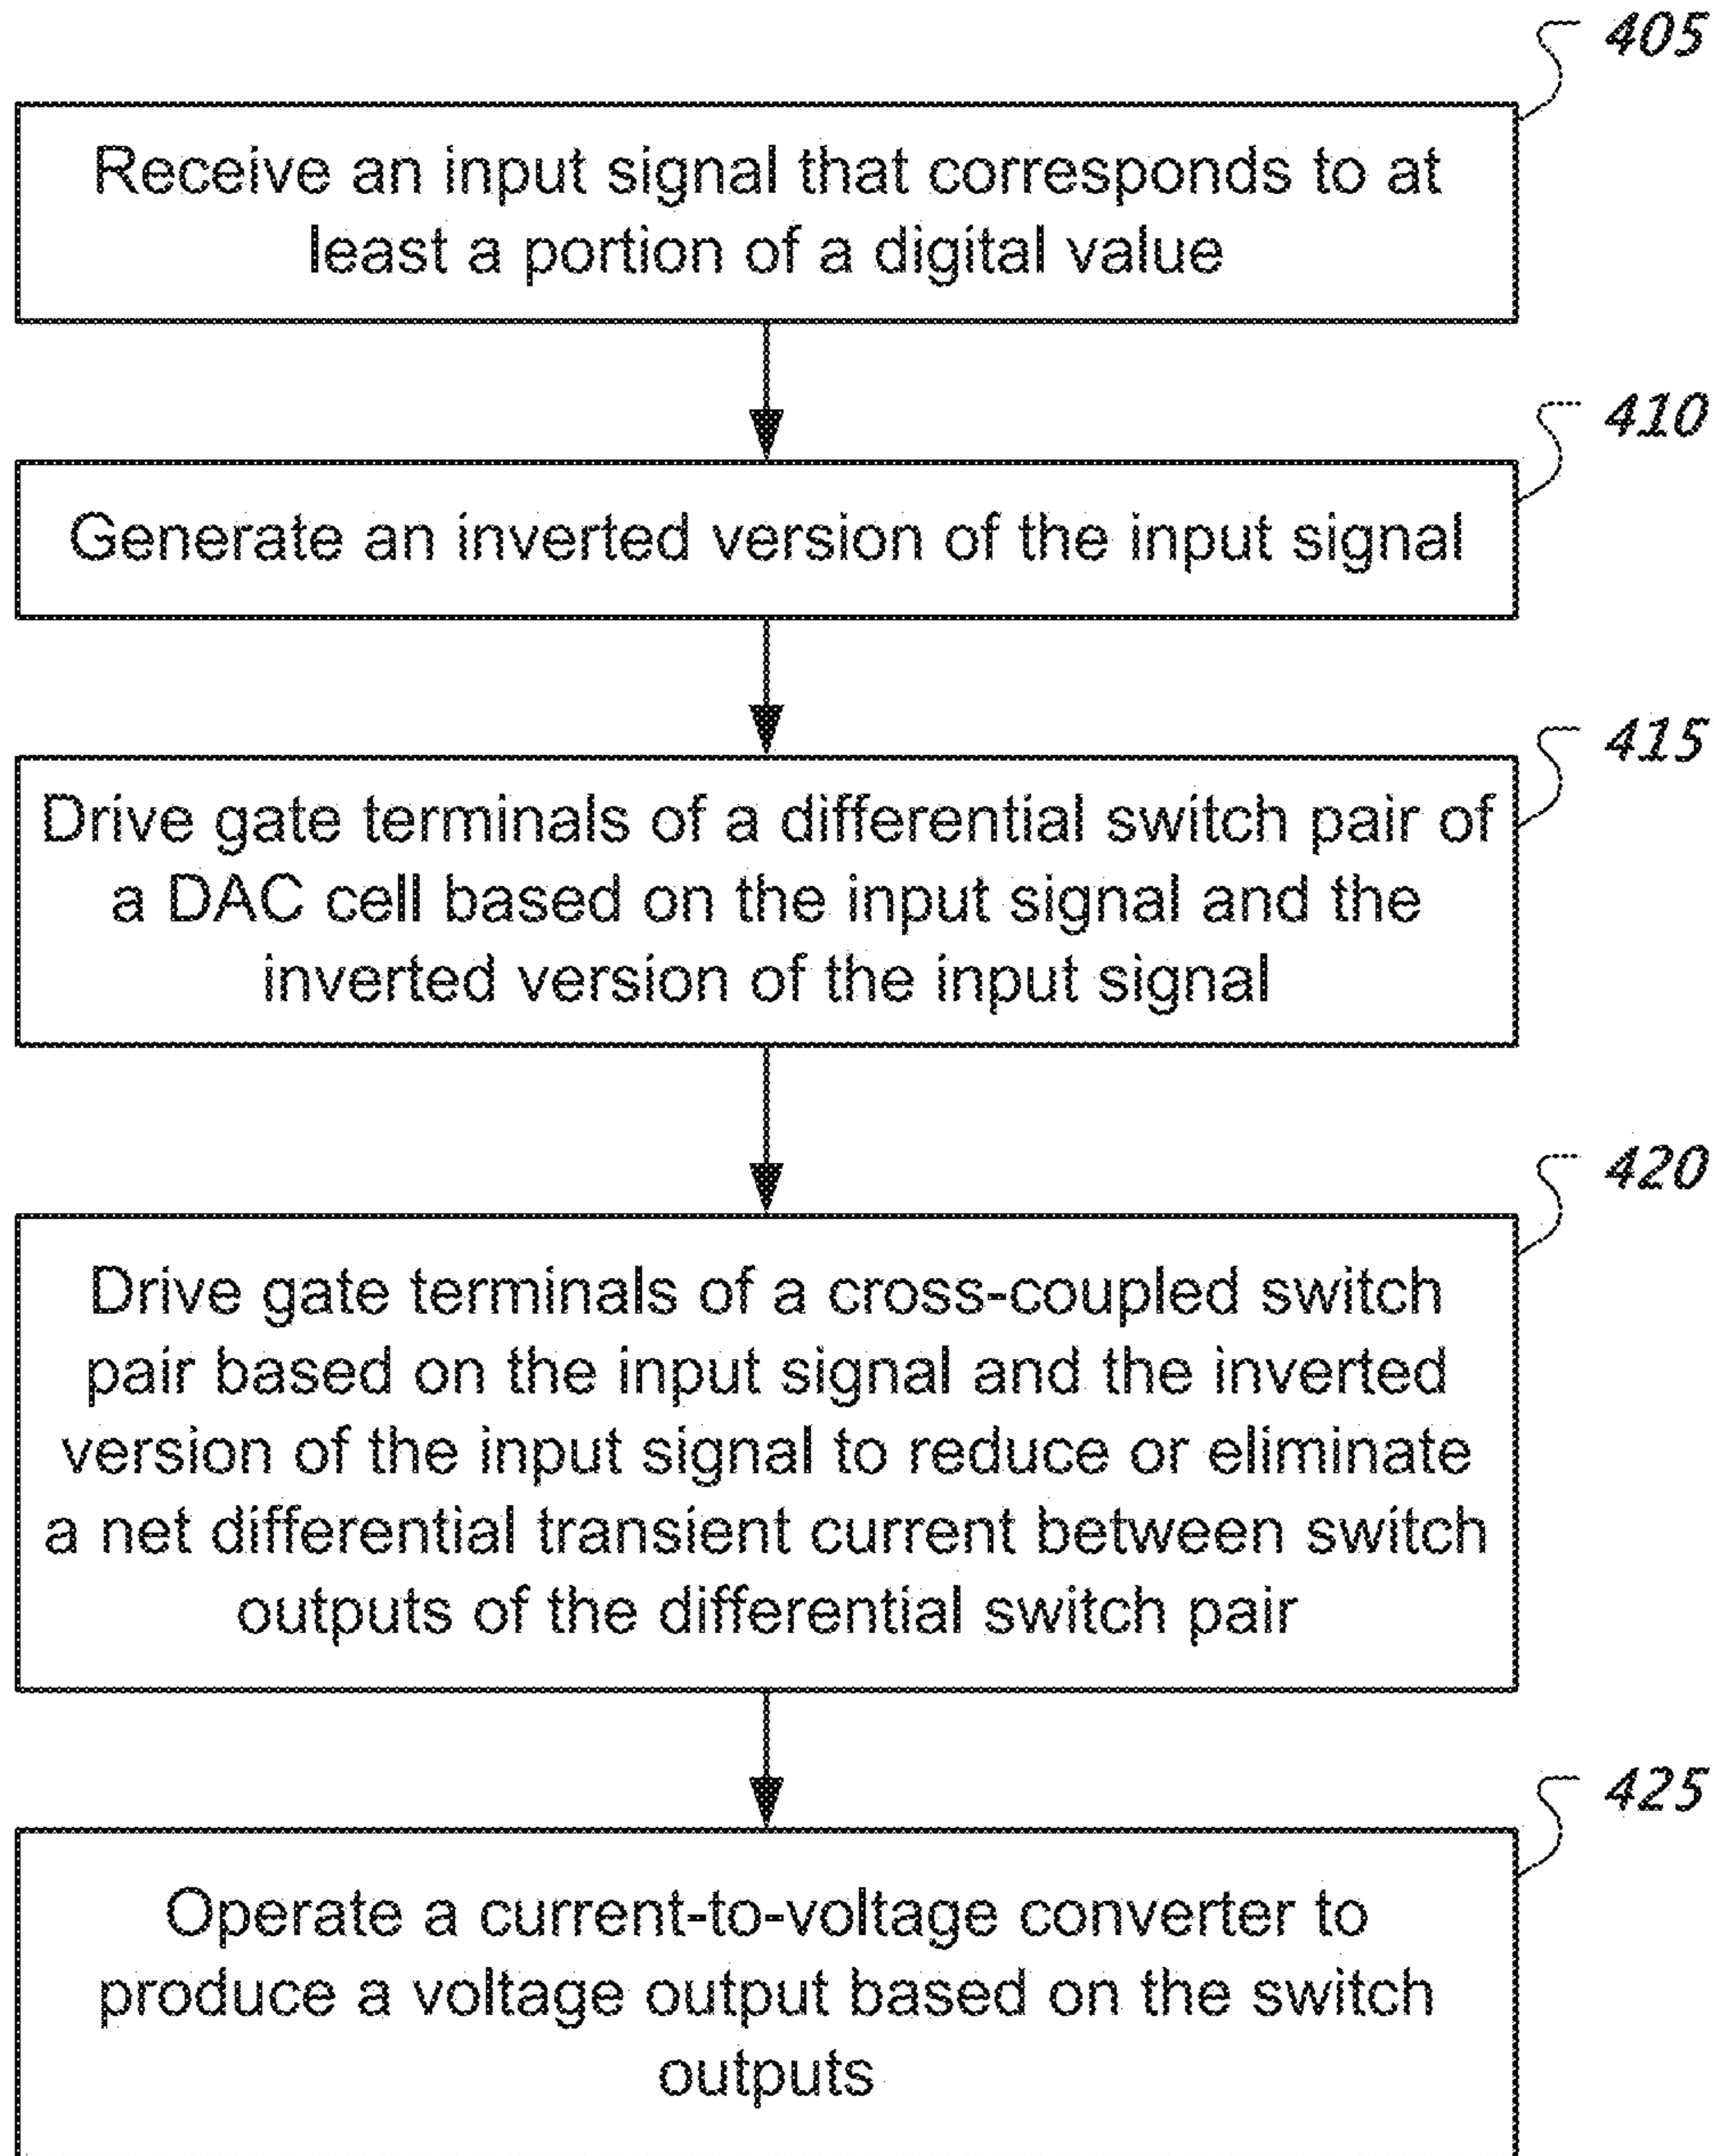 405
Receive an input signal that corresponds to at
least a portion of a digital value
410
Generate an inverted version of the input signal
415
Drive gate terminals of a differential switch pair of
a DAC cell based on the input signal and the
inverted version of the input signal
420
Drive gate terminals of a cross-coupled switch
pair based on the input signal and the inverted
version of the input signal to reduce or eliminate
a net differential transient current between switch
outputs of the differential switch pair
425
Operate a current-to-voltage converter to
produce a voltage output based on the switch
outputs